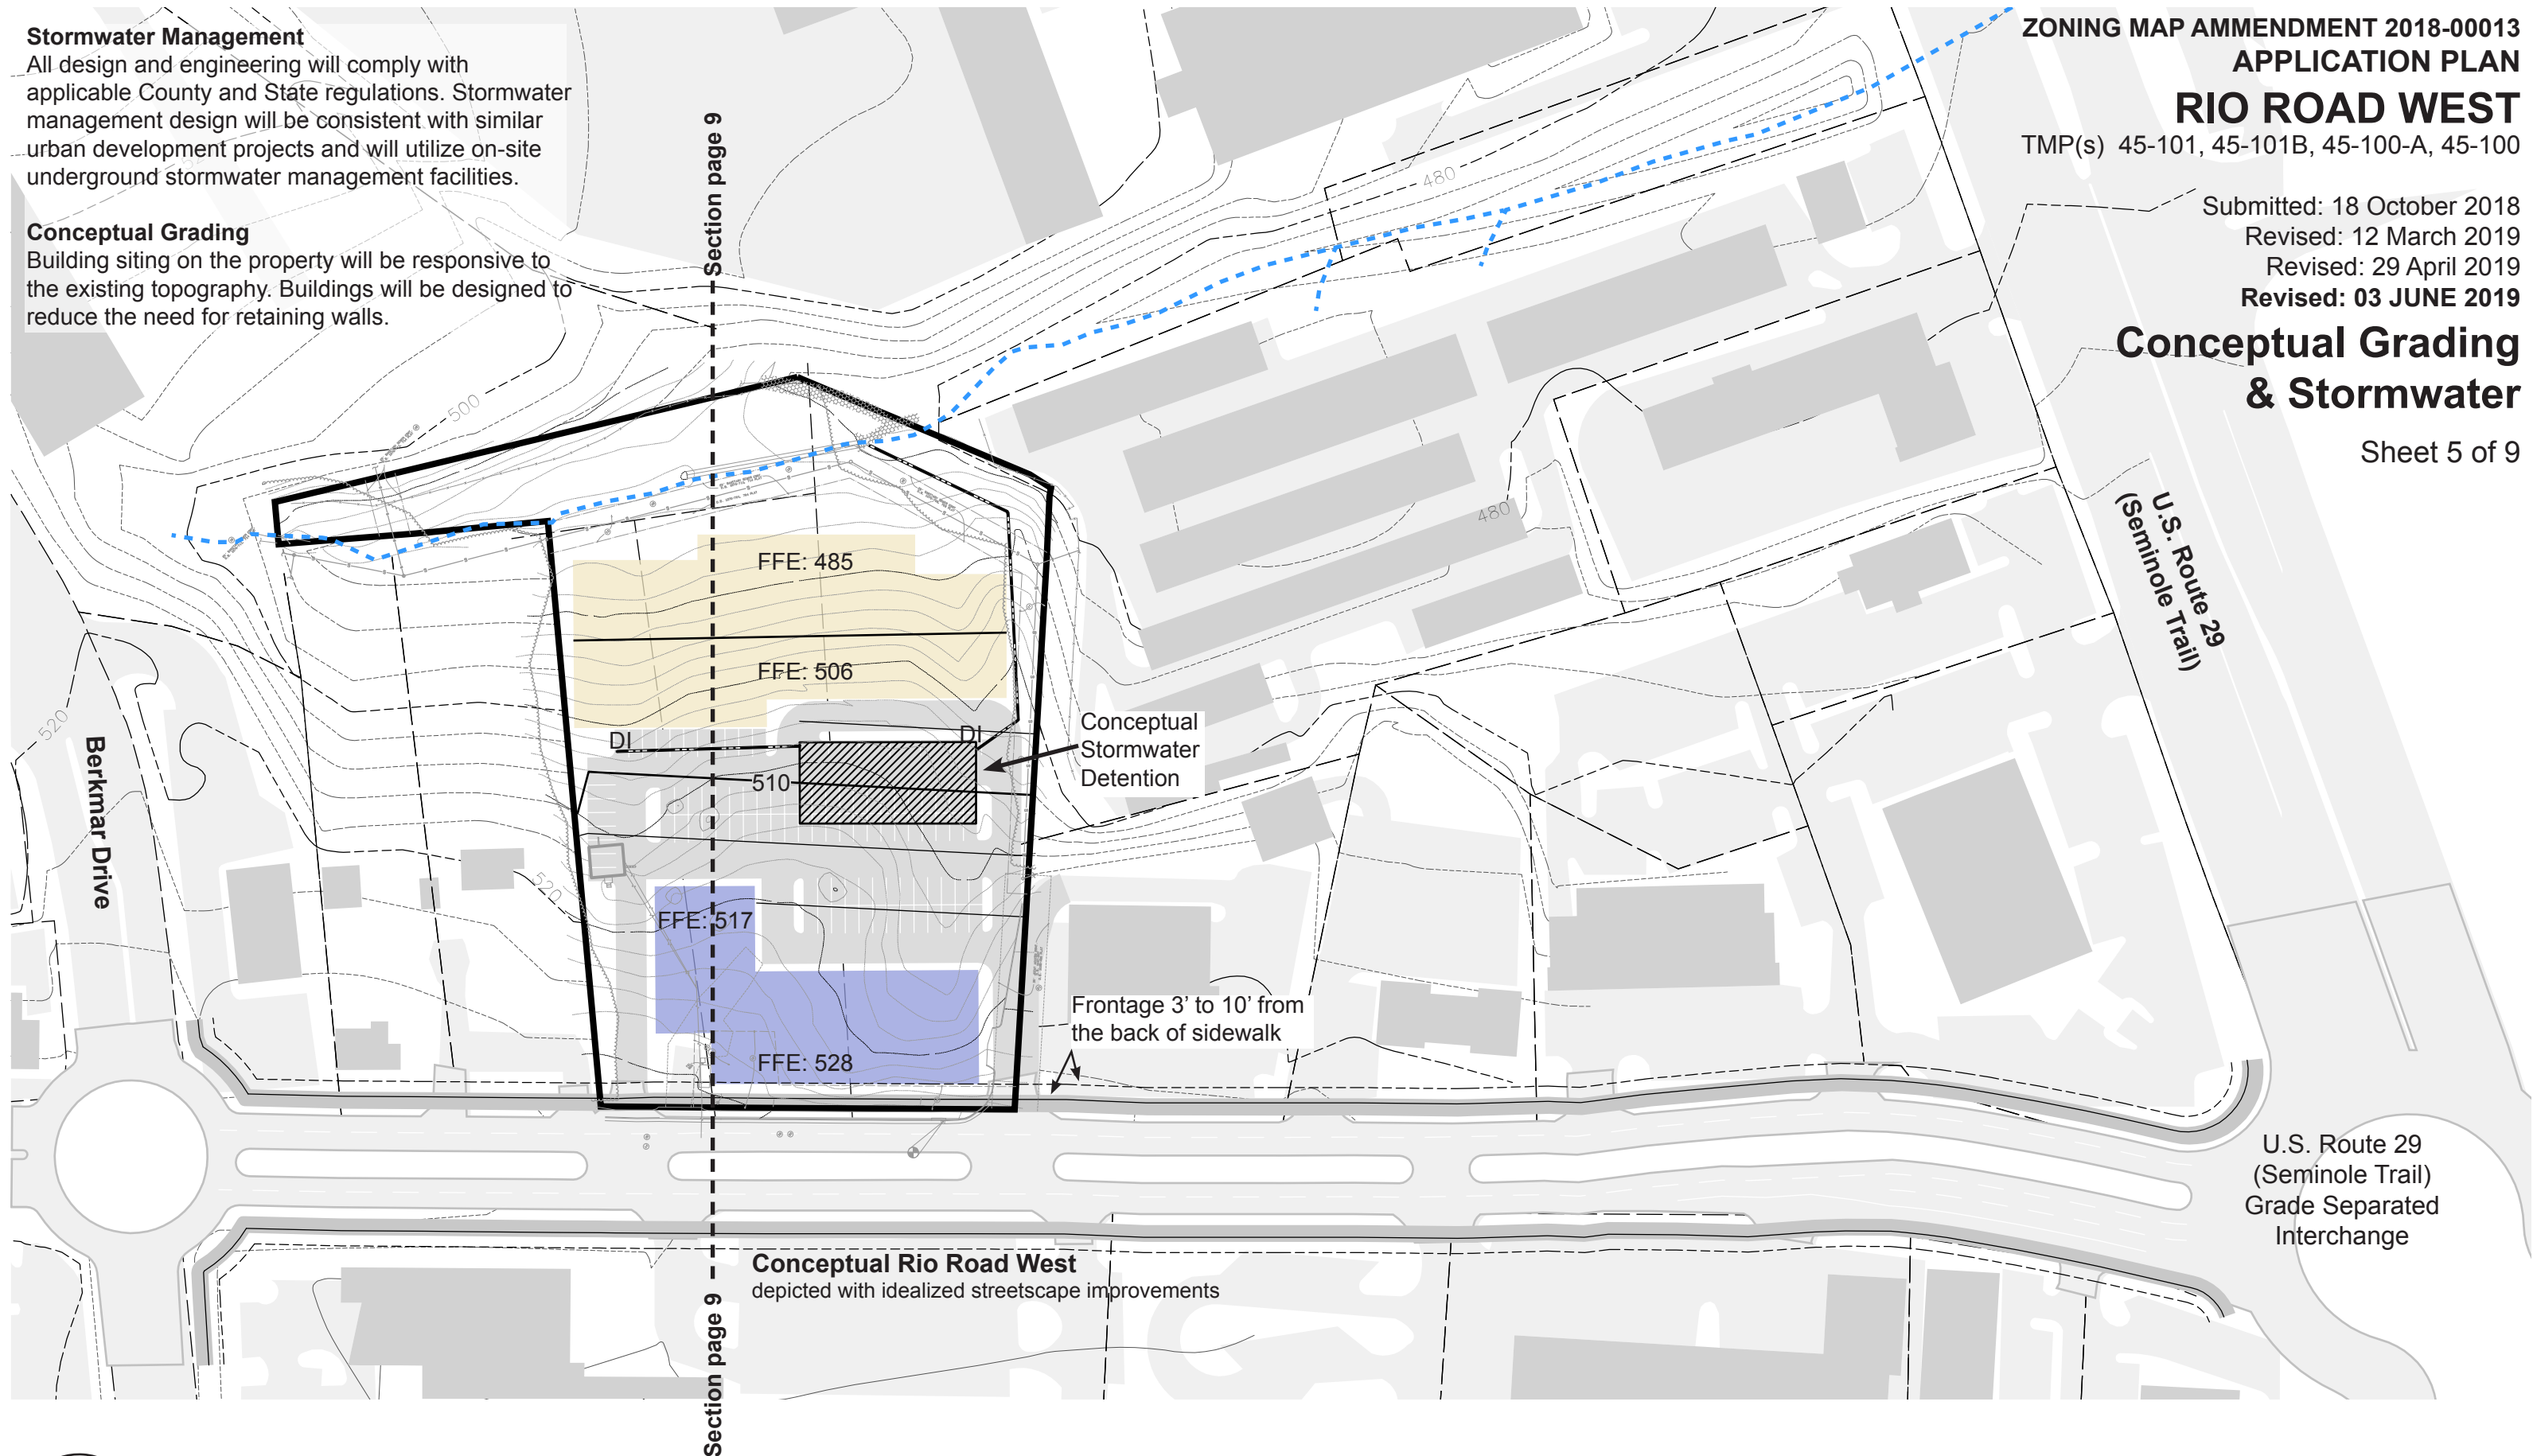 Stormwater Management
All design and engineering will comply with
applicable County and State regulations. Stormwater
management design will be consistent with similar
urban development projects and will utilize on-site
underground stormwater management facilities.
Conceptual Grading
Building siting on the property will be responsive to
the existing topography. Buildings will be designed to
reduce the need for retaining walls.
ZONING MAP AMMENDMENT 2018-00013
APPLICATION PLAN
RIO ROAD WEST
TMP(s) 45-101, 45-101B, 45-100-A, 45-100
Submitted: 18 October 2018
Revised: 12 March 2019
Revised: 29 April 2019
Revised: 03 JUNE 2019
Conceptual Grading
& Stormwater
Sheet 5 of 9
Section page 9
480
500
480
U.S. Route 29
(Seminole Trail)
FFE: 485
FFE: 506
520
Berkmar Drive
DI
DI
Conceptual
Stormwater
Detention
510
520
FFE: 517
Frontage 3’ to 10’ from
the back of sidewalk
FFE: 528
U.S. Route 29
(Seminole Trail)
Grade Separated
Interchange
Conceptual Rio Road West
depicted with idealized streetscape improvements
Section page 9